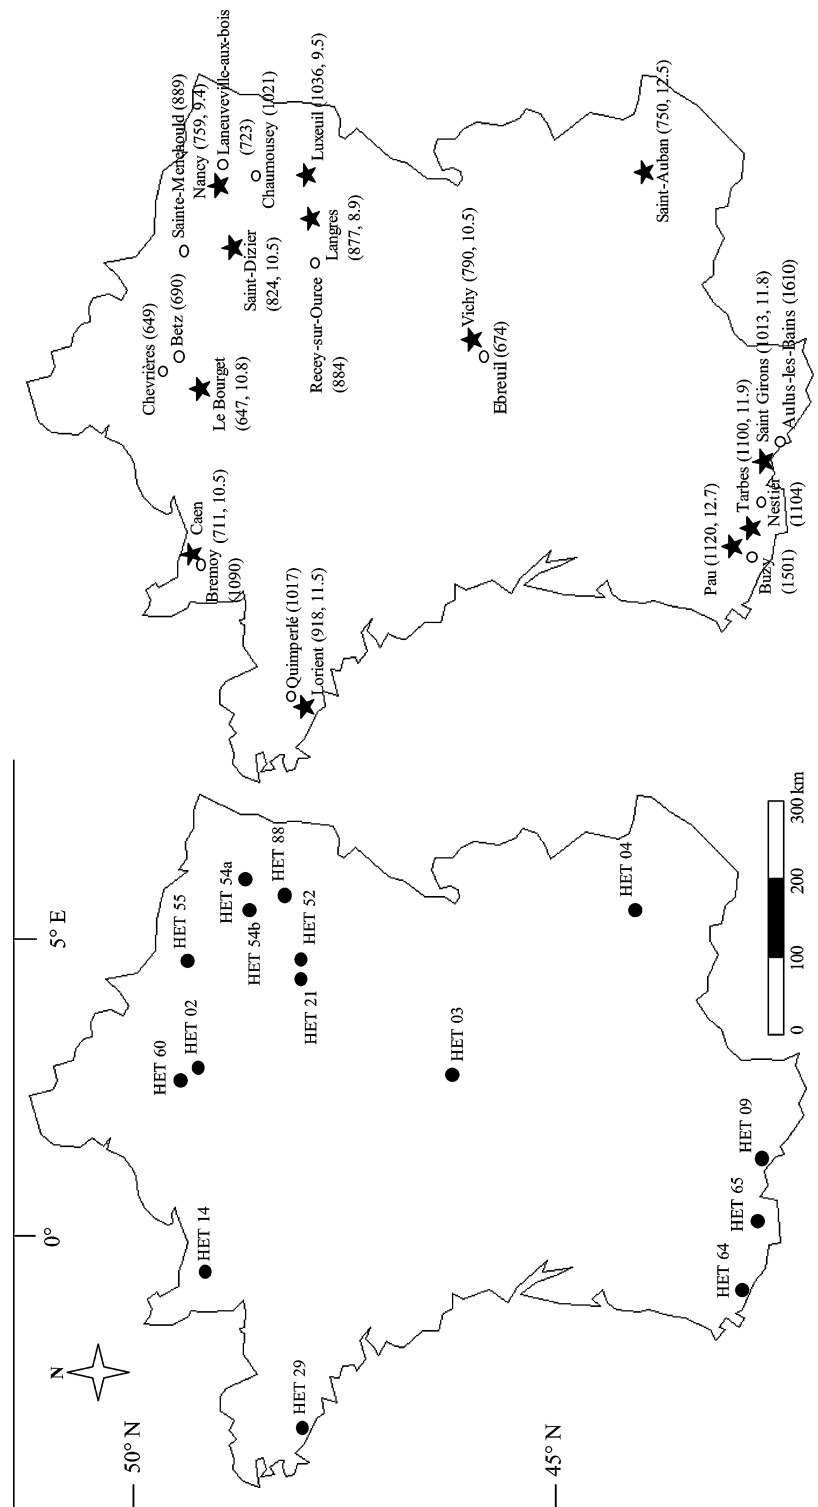 N
0°
5° E
50° N
45° N
HET 60
HET 02
HET 55
HET 54a
HET 54b
HET 88
HET 52
HET 21
HET 14
HET 29
HET 03
HET 04
HET 64
HET 65
HET 09
0
100
200
300 km
Chevrières (649)
Betz (690)
Le Bourget
(647, 10.8)
Sainte-Menehould (889)
Nancy (759, 9.4)
Laneuveville-aux-bois
(723)
Chaumousey (1021)
Saint-Dizier
(824, 10.5)
Luxeuil (1036, 9.5)
Langres
(877, 8.9)
Recey-sur-Ource
(884)
Caen
(711, 10.5)
Bremoy
(1090)
Quimperlé (1017)
Lorient (918, 11.5)
Vichy (790, 10.5)
Ebreuil (674)
Saint-Auban (750, 12.5)
Pau (1120, 12.7)
Buzy
(1501)
Tarbes (1100, 11.9)
Nestier
(1104)
Saint Girons (1013, 11.8)
Aulus-les-Bains (1610)